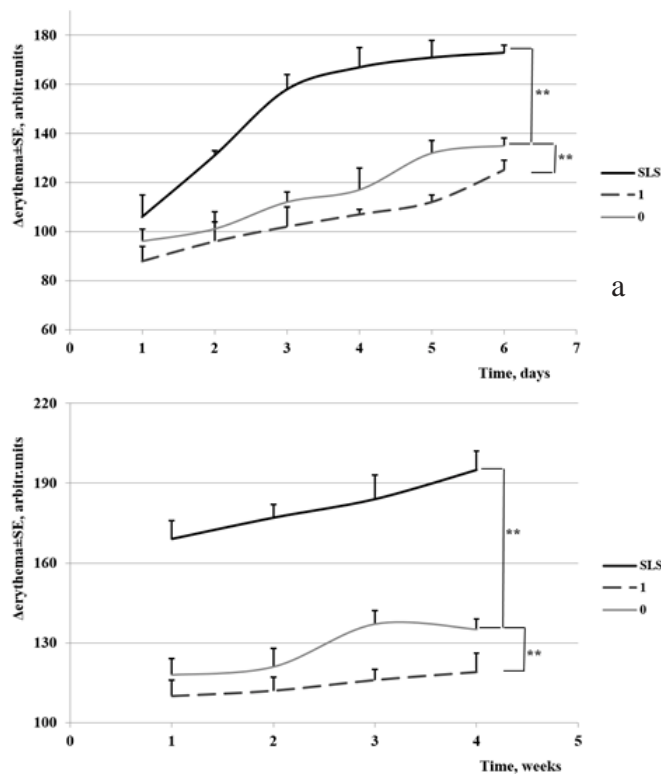 180
160
140
120
100
80
60
Δerythema±SE, arbitr.units
**
**
SLS
1
0
a
0 1 2 3 4 5 6 7
Time, days
220
190
160
130
100
Δerythema±SE, arbitr.units
**
**
SLS
1
0
0 1 2 3 4 5
Time, weeks